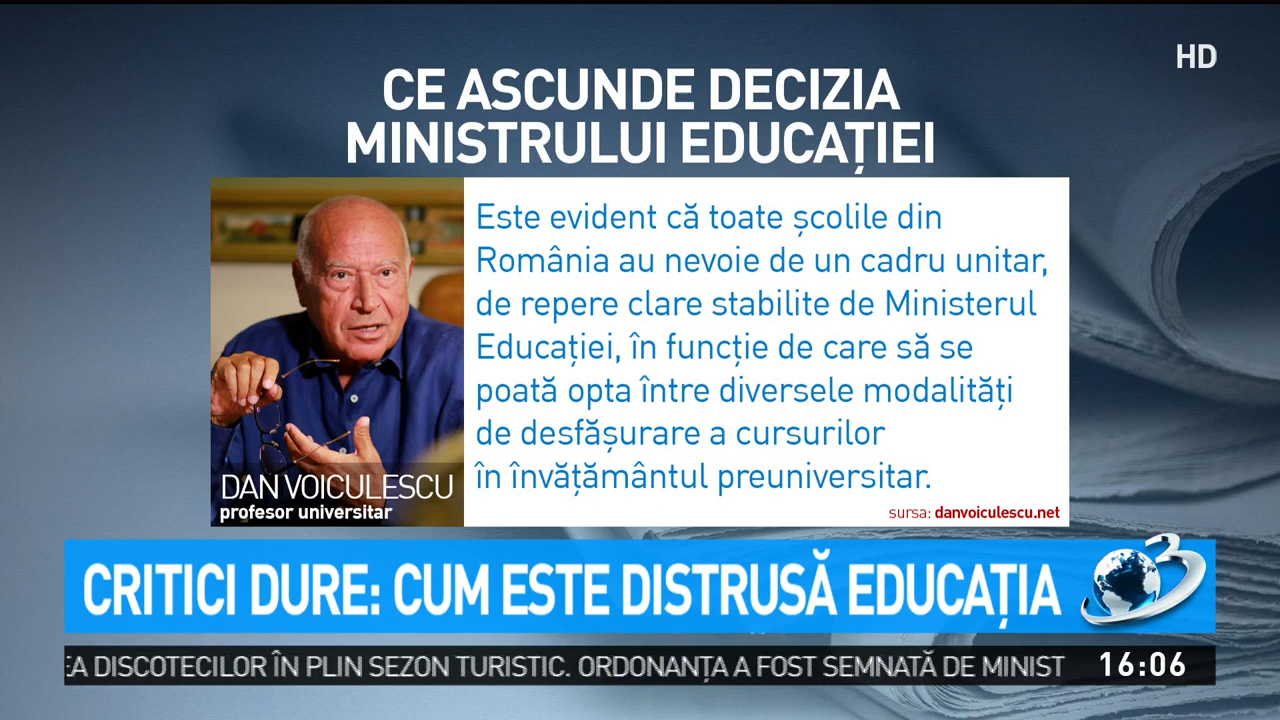 HD
CE ASCUNDE DECIZIA
MINISTRULUI EDUCAȚIEI
Este evident că toate școlile din
România au nevoie de un cadru unitar,
de repere clare stabilite de Ministerul
Educației, în funcție de care să se
poată opta între diversele modalități
de desfășurare a cursurilor
în învățământul preuniversitar.
DAN VOICULESCU
profesor universitar
sursa: danvoiculescu.net
CRITICI DURE: CUM ESTE DISTRUSĂ EDUCAȚIA
3
EA DISCOTECILOR ÎN PLIN SEZON TURISTIC. ORDONANȚA A FOST SEMNATĂ DE MINIST
16:06